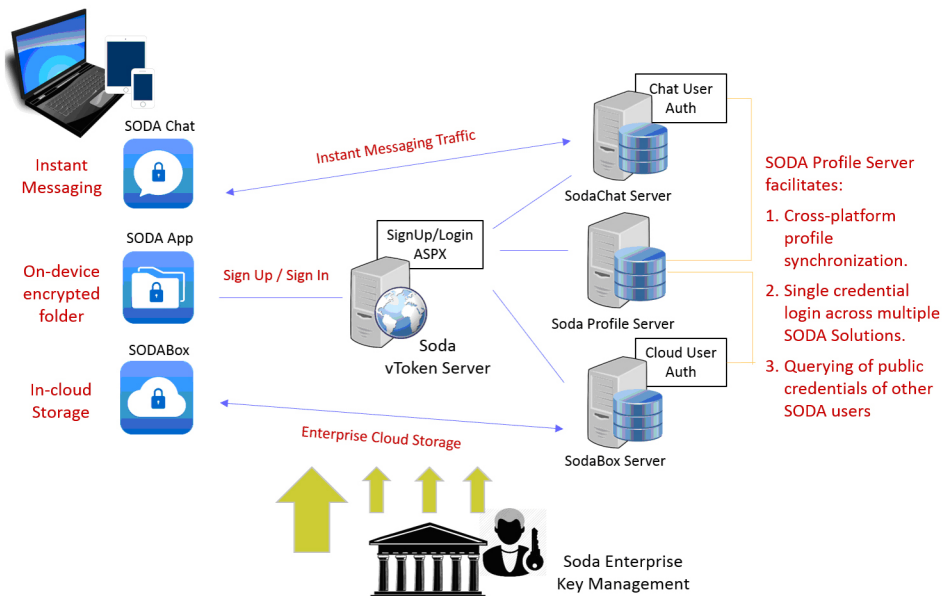 SODA Chat
Instant
Messaging
SODA App
On-device
encrypted
folder
SODABox
In-cloud
Storage
Instant Messaging Traffic
Sign Up / Sign In
Enterprise Cloud Storage
SignUp/Login
ASPX
Soda
vToken Server
Chat User
Auth
SodaChat Server
Soda Profile Server
Cloud User
Auth
SodaBox Server
SODA Profile Server
facilitates:
1. Cross-platform
profile
synchronization.
2. Single credential
login across multiple
SODA Solutions.
3. Querying of public
credentials of other
SODA users
Soda Enterprise
Key Management